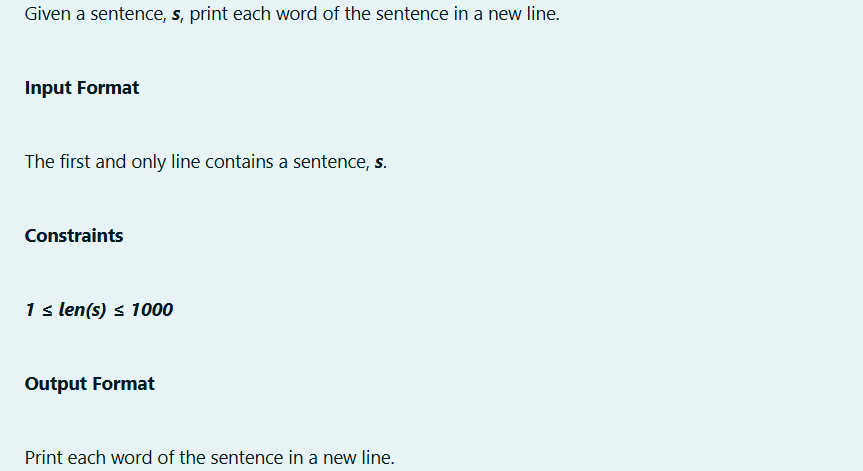 Given a sentence, s, print each word of the sentence in a new line.
Input Format
The first and only line contains a sentence, s.
Constraints
1 ≤ len(s) ≤ 1000
Output Format
Print each word of the sentence in a new line.